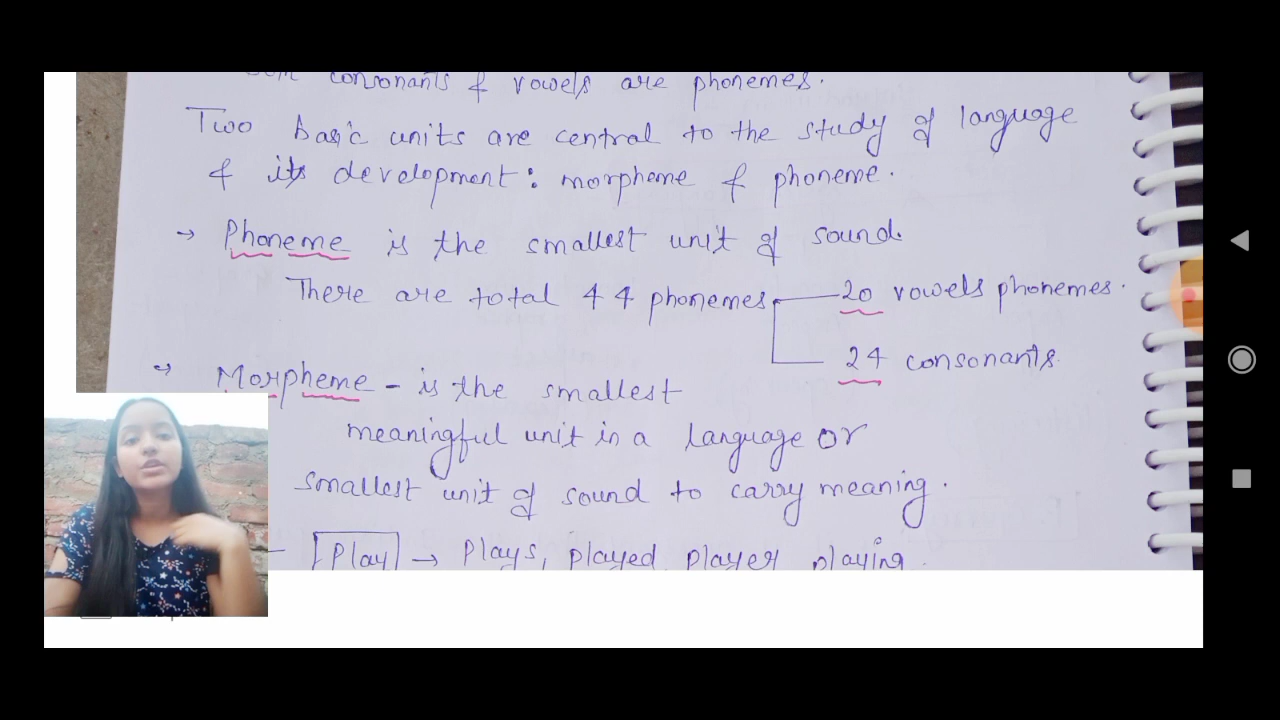 consonants & vowels are phonemes.
Two basic units are central to the study of language
& its development: morpheme & phoneme.
→ Phoneme is the smallest unit of sound.
There are total 44 phonemes 20 vowels phonemes.
24 consonants.
→ Morpheme - is the smallest
meaningful unit in a language or
smallest unit of sound to carry meaning.
- Play → Plays, played player playing.